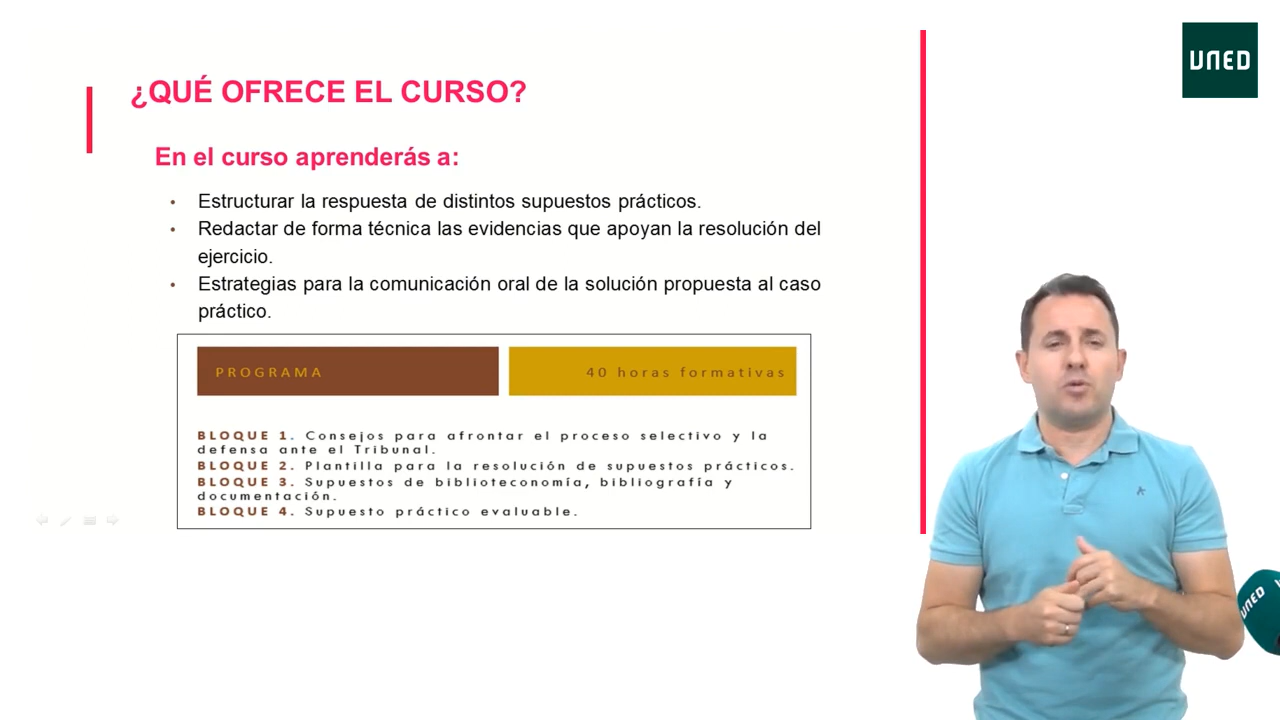 UNED
¿QUÉ OFRECE EL CURSO?
En el curso aprenderás a:
• Estructurar la respuesta de distintos supuestos prácticos.
• Redactar de forma técnica las evidencias que apoyan la resolución del
ejercicio.
• Estrategias para la comunicación oral de la solución propuesta al caso
práctico.
PROGRAMA
40 horas formativas
BLOQUE 1. Consejos para afrontar el proceso selectivo y la
defensa ante el Tribunal.
BLOQUE 2. Plantilla para la resolución de supuestos prácticos.
BLOQUE 3. Supuestos de biblioteconomía, bibliografía y
documentación.
BLOQUE 4. Supuesto práctico evaluable.
UNED